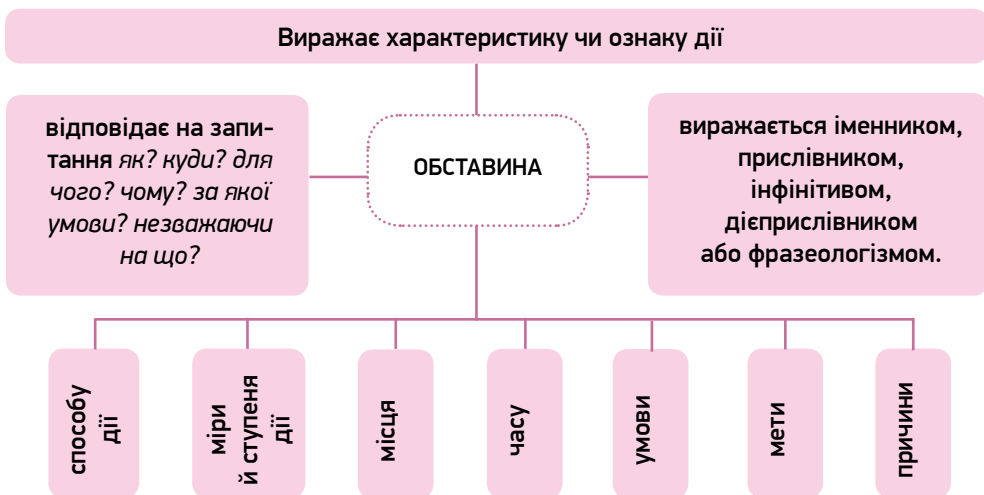 Виражає характеристику чи ознаку дії
відповідає на запи-
тання як? куди? для
чого? чому? за якої
умови? незважаючи
на що?
ОБСТАВИНА
виражається іменником,
прислівником,
інфінітивом,
дієприслівником
або фразеологізмом.
способу
дії
міри
й ступеня
дії
місця
часу
умови
мети
причини